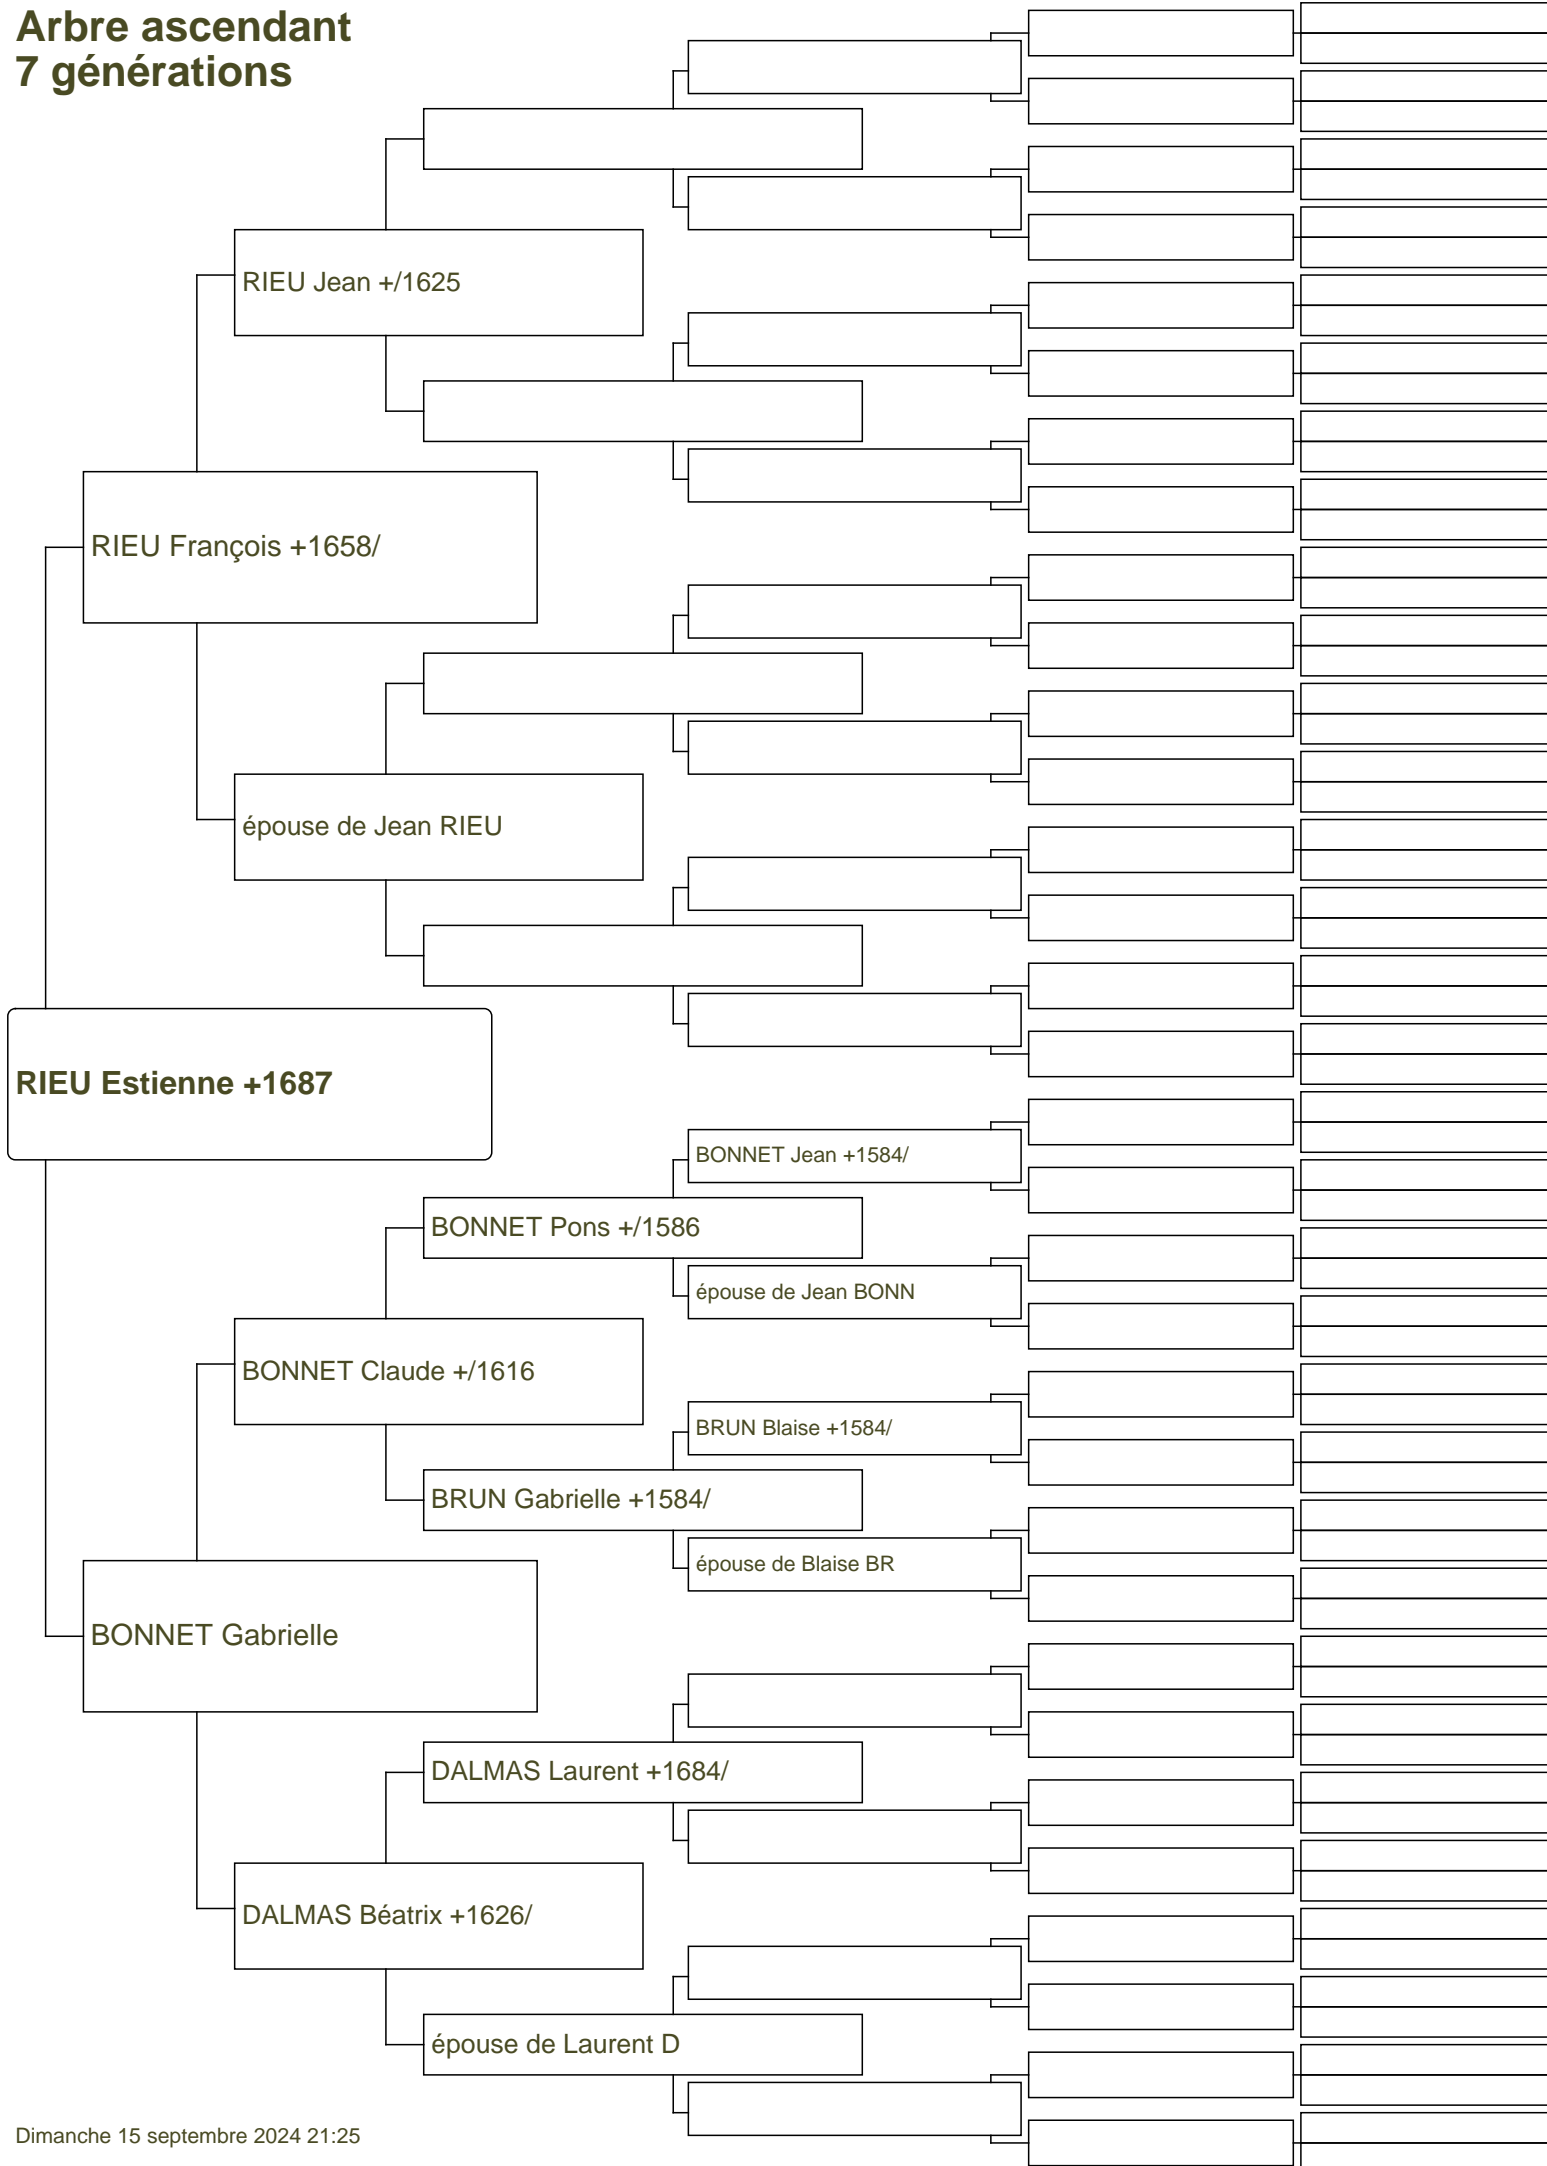 Arbre ascendant
7 générations
RIEU Jean +/1625
RIEU François +1658/
épouse de Jean RIEU
RIEU Estienne +1687
BONNET Jean +1584/
BONNET Pons +/1586
épouse de Jean BONN
BONNET Claude +/1616
BRUN Blaise +1584/
BRUN Gabrielle +1584/
épouse de Blaise BR
BONNET Gabrielle
DALMAS Laurent +1684/
DALMAS Béatrix +1626/
épouse de Laurent D
Dimanche 15 septembre 2024 21:25